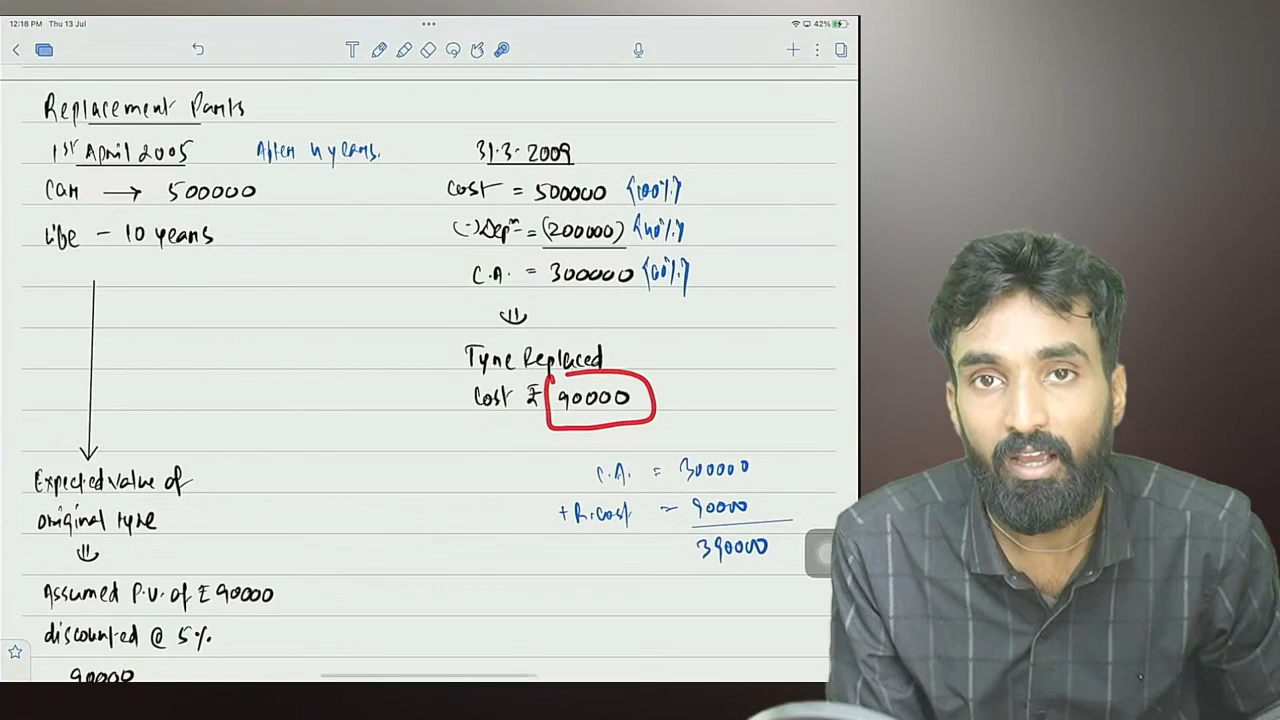 12:18 PM Thu 13 Jul
42%
Replacement Parts
1st April 2005 After 4 years. 31.3.2009
Car → 500000 Cost = 500000 {100%}
Life - 10 years (-) Depn = (200000) {40%}
C.A. = 300000 {60%}
Tyre Replaced
Cost ₹ 90000
C.A. = 300000
Expected value of
+ R. cost = 90000
original tyre
390000
Assumed P.V. of ₹ 90000
discounted @ 5%
90000